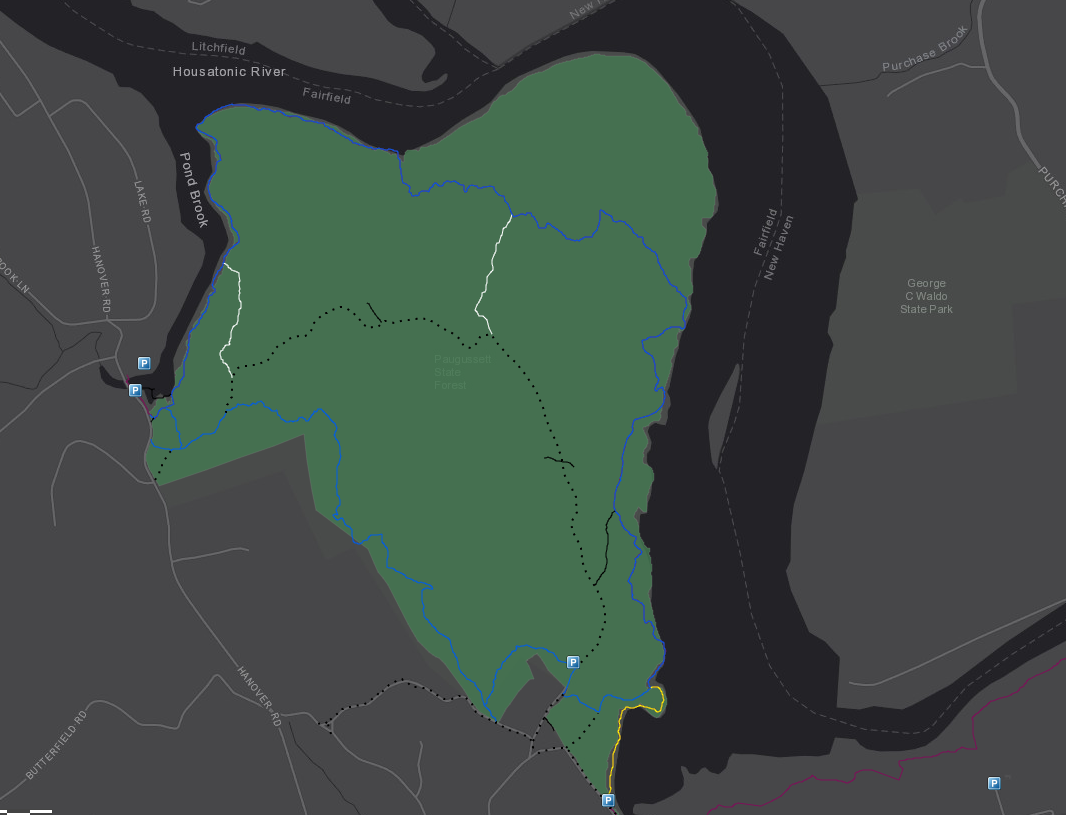 New
Litchfield
Housatonic River
Fairfield
Purchase Brook
Pond Brook
LAKE RD
PURCH
HANOVER RD
OOK LN
Fairfield
New Haven
George
C Waldo
State Park
P
Paugussett
State
Forest
P
P
HANOVER RD
BUTTERFIELD RD
P
P